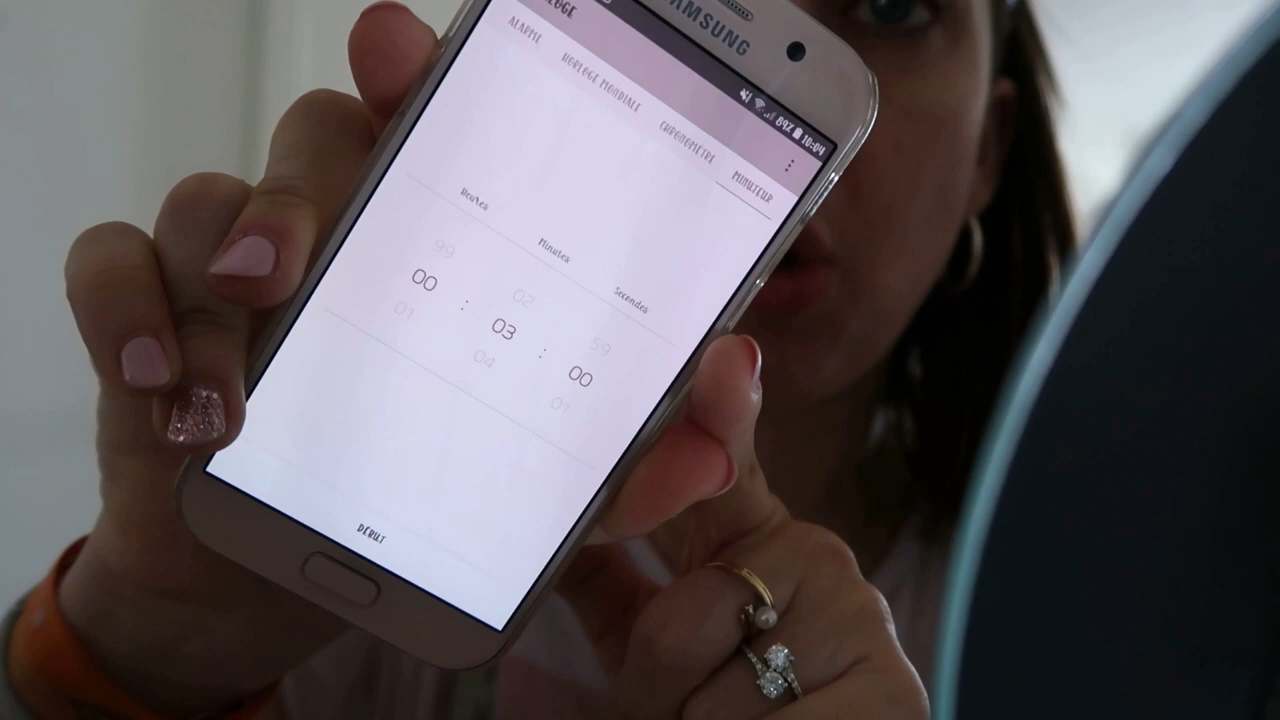 SAMSUNG
89% 10:04
ALARME HORLOGE MONDIALE CHRONOMÈTRE MINUTEUR
Heures Minutes Secondes
99 02 59
00 : 03 : 00
01 04 01
DÉBUT